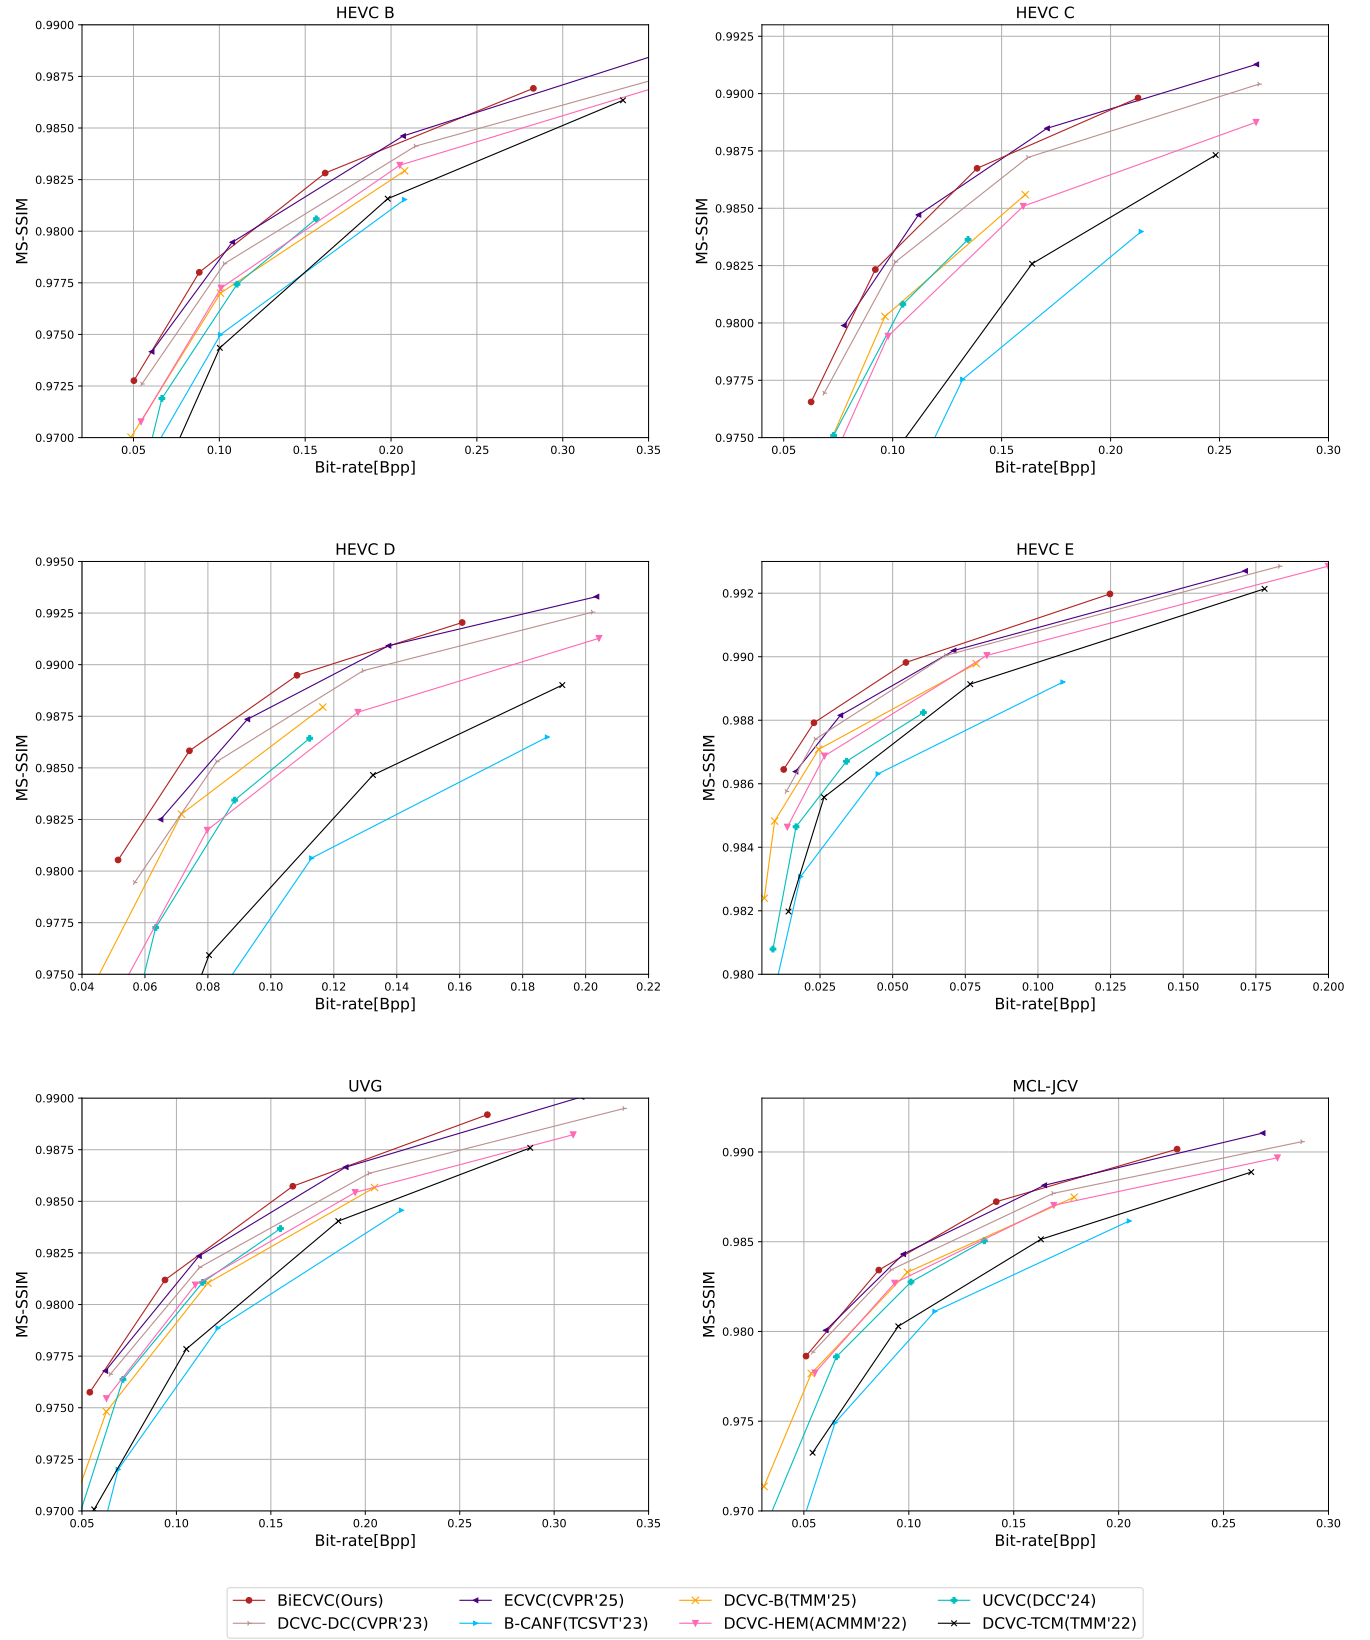 HEVC B
0.9900
0.9875
0.9850
0.9825
0.9800
0.9775
0.9750
0.9725
0.9700
MS-SSIM
0.05 0.10 0.15 0.20 0.25 0.30 0.35
Bit-rate[Bpp]
HEVC C
0.9925
0.9900
0.9875
0.9850
0.9825
0.9800
0.9775
0.9750
MS-SSIM
0.05 0.10 0.15 0.20 0.25 0.30
Bit-rate[Bpp]
HEVC D
0.9950
0.9925
0.9900
0.9875
0.9850
0.9825
0.9800
0.9775
0.9750
MS-SSIM
0.04 0.06 0.08 0.10 0.12 0.14 0.16 0.18 0.20 0.22
Bit-rate[Bpp]
HEVC E
0.992
0.990
0.988
0.986
0.984
0.982
0.980
MS-SSIM
0.025 0.050 0.075 0.100 0.125 0.150 0.175 0.200
Bit-rate[Bpp]
UVG
0.9900
0.9875
0.9850
0.9825
0.9800
0.9775
0.9750
0.9725
0.9700
MS-SSIM
0.05 0.10 0.15 0.20 0.25 0.30 0.35
Bit-rate[Bpp]
MCL-JCV
0.990
0.985
0.980
0.975
0.970
MS-SSIM
0.05 0.10 0.15 0.20 0.25 0.30
Bit-rate[Bpp]
BiECVC(Ours) ECVC(CVPR'25) DCVC-B(TMM'25) UCVC(DCC'24)
DCVC-DC(CVPR'23) B-CANF(TCSVT'23) DCVC-HEM(ACMMM'22) DCVC-TCM(TMM'22)